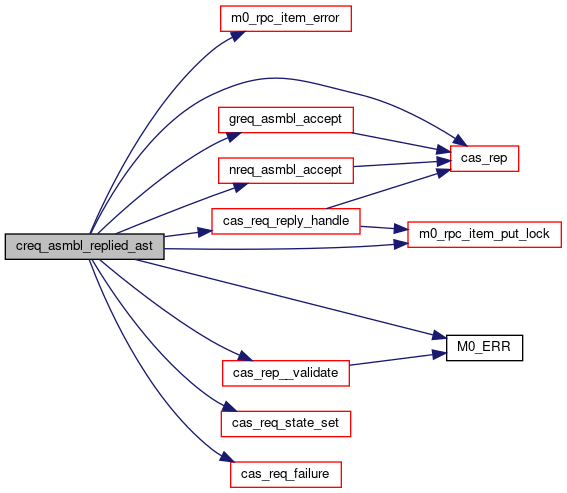 m0_rpc_item_error
greq_asmbl_accept
cas_rep
nreq_asmbl_accept
cas_req_reply_handle
m0_rpc_item_put_lock
creq_asmbl_replied_ast
M0_ERR
cas_rep__validate
cas_req_state_set
cas_req_failure